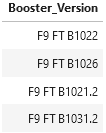 Booster_Version
F9 FT B1022
F9 FT B1026
F9 FT B1021.2
F9 FT B1031.2